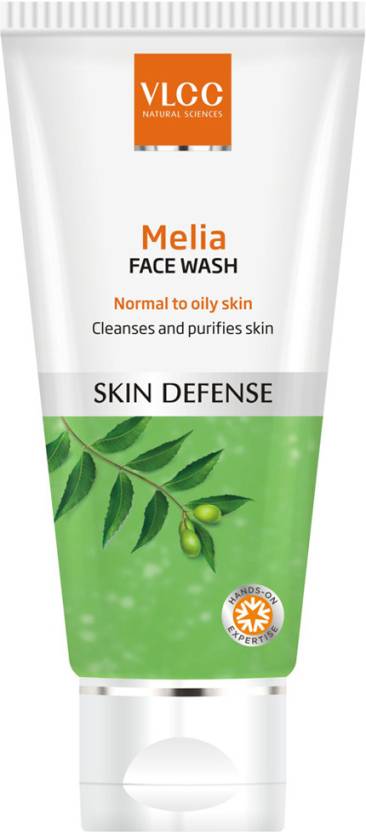 VLCC
NATURAL SCIENCES
Melia
FACE WASH
Normal to oily skin
Cleanses and purifies skin
SKIN DEFENSE
HANDS-ON
EXPERTISE